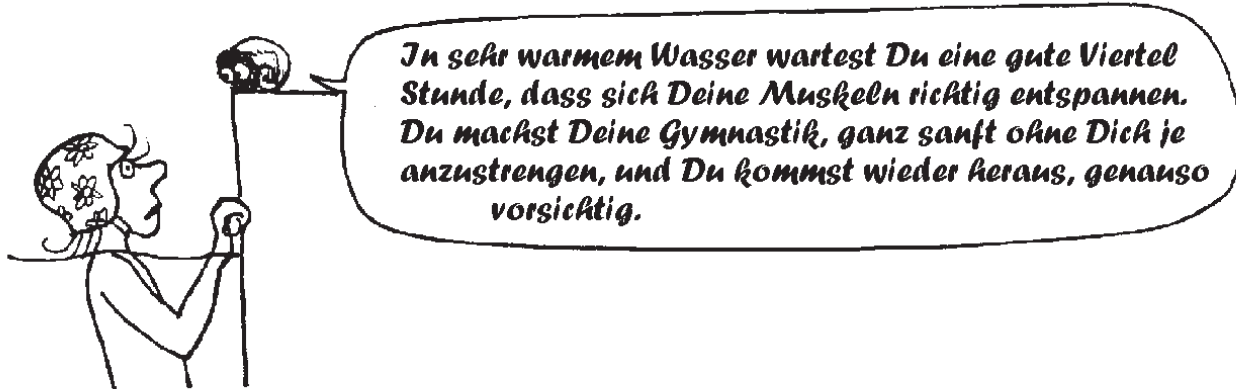 In sehr warmem Wasser wartest Du eine gute Viertel
Stunde, dass sich Deine Muskeln richtig entspannen.
Du machst Deine Gymnastik, ganz sanft ohne Dich je
anzustrengen, und Du kommst wieder heraus, genauso
vorsichtig.